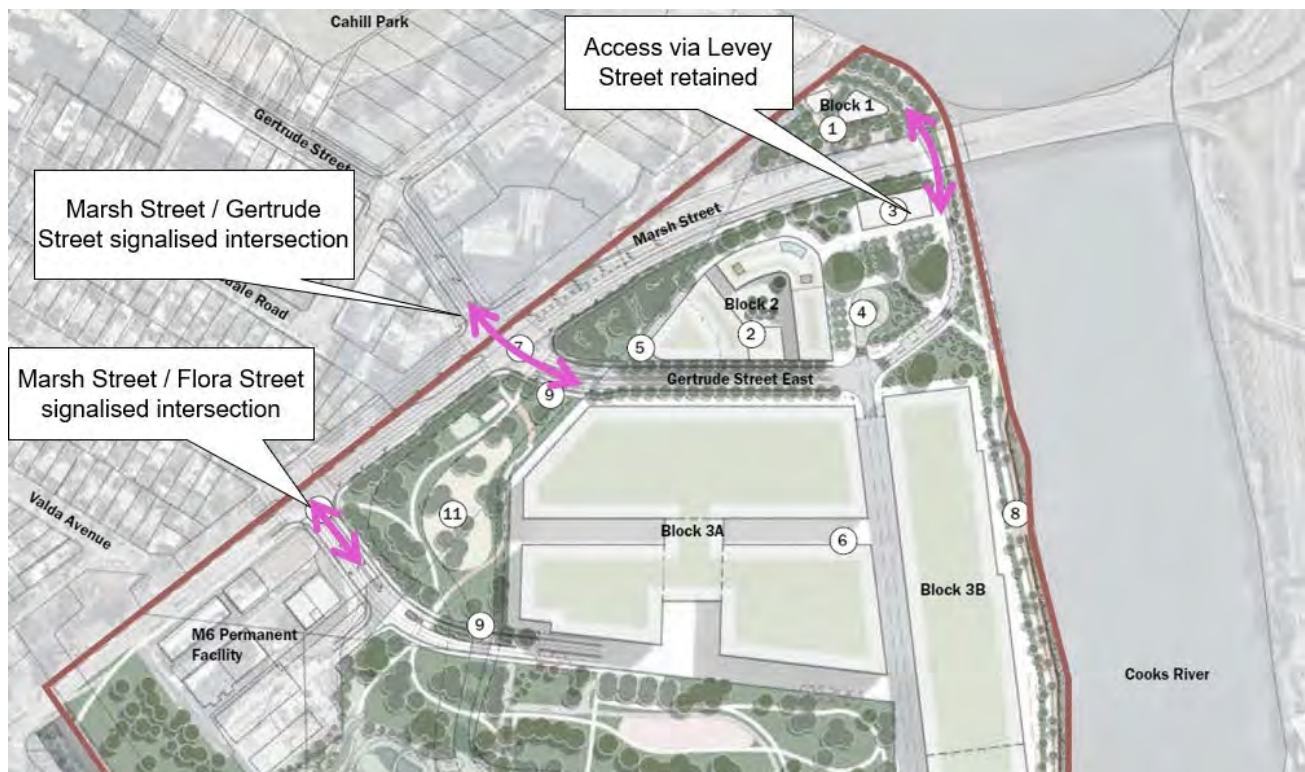 Cahill Park
Access via Levey
Street retained
Block 1
1
Gertrude Street
Marsh Street / Gertrude
Street signalised intersection
Marsh Street
3
Block 2
2
4
5
7
Gertrude Street East
9
dale Road
Marsh Street / Flora Street
signalised intersection
Valda Avenue
11
Block 3A
6
8
Block 3B
M6 Permanent
Facility
9
Cooks River